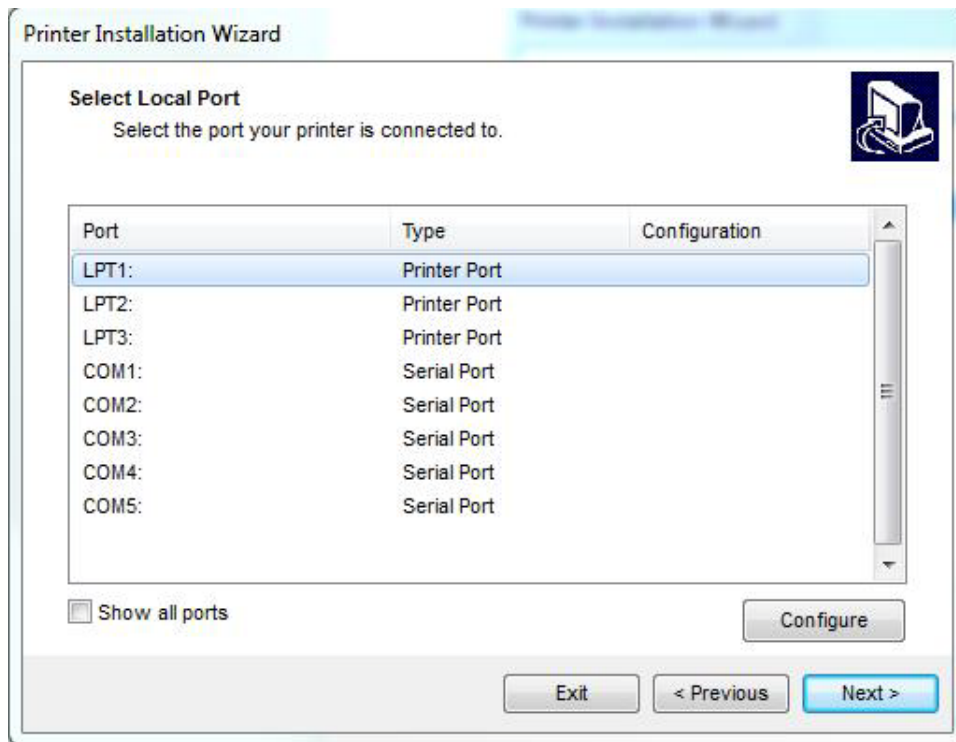 Printer Installation Wizard
Select Local Port
Select the port your printer is connected to.
Port Type Configuration
LPT1: Printer Port
LPT2: Printer Port
LPT3: Printer Port
COM1: Serial Port
COM2: Serial Port
COM3: Serial Port
COM4: Serial Port
COM5: Serial Port
Show all ports
Configure
Exit < Previous Next >